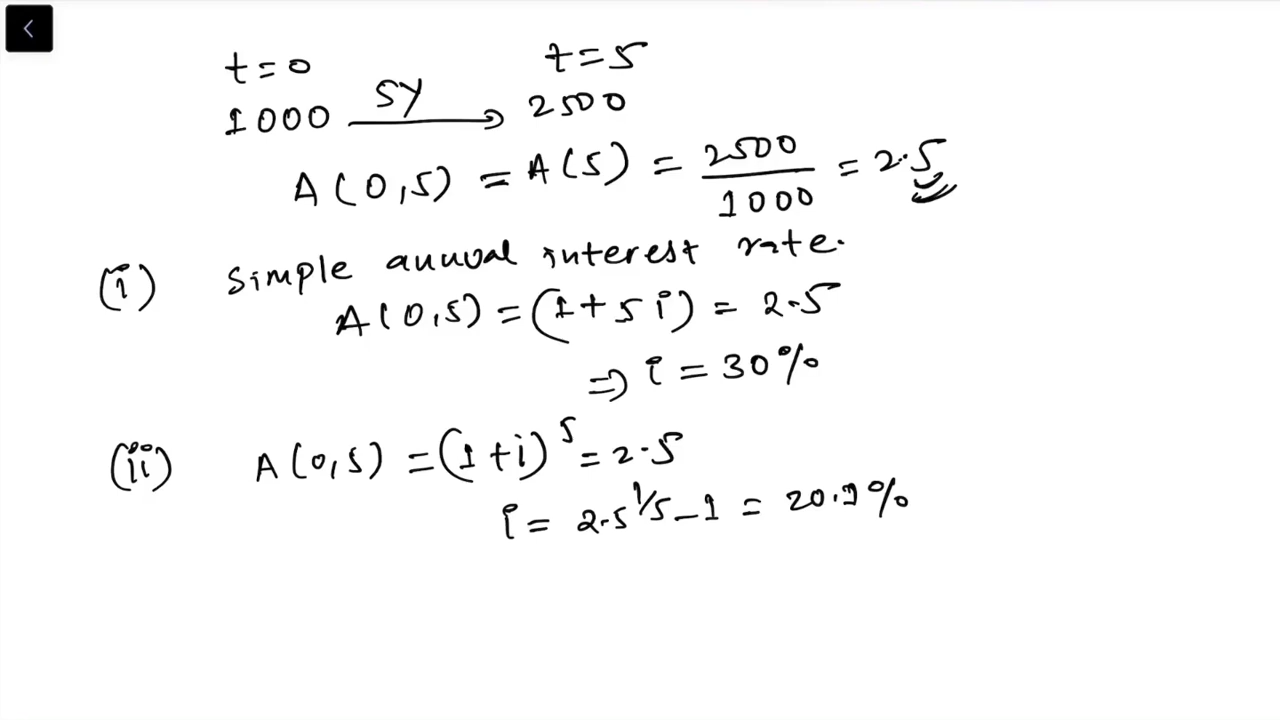 t=0 t=5
1000 5Y → 2500
A(0,5) = A(5) = 2500/1000 = 2.5
(i) Simple annual interest rate.
A(0,5) = (1+5i) = 2.5
⇒ i = 30%
(ii) A(0,5) = (1+i)^5 = 2.5
i = 2.5^1/5 - 1 = 20.1%